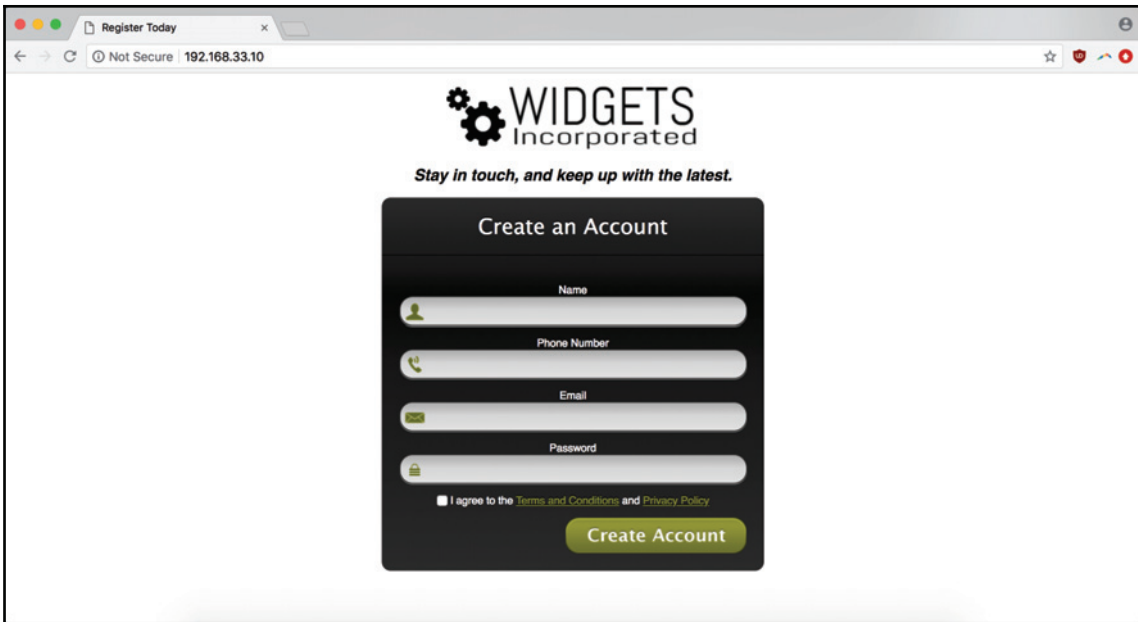 Register Today
Not Secure 192.168.33.10
WIDGETS
Incorporated
Stay in touch, and keep up with the latest.
Create an Account
Name
Phone Number
Email
Password
I agree to the Terms and Conditions and Privacy Policy
Create Account